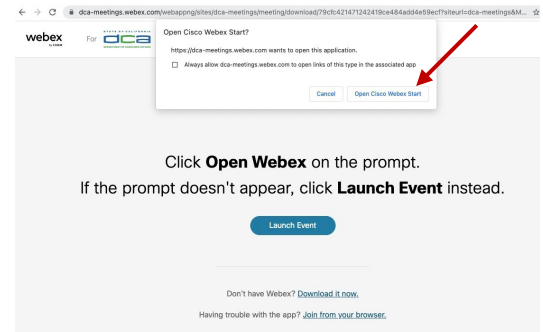 dca-meetings.webex.com/webappng/sites/dca-meetings/meeting/download/79cfc421471242419ce484add4e59ecf?siteurl=dca-meetings&M...
Open Cisco Webex Start?
https://dca-meetings.webex.com wants to open this application.
Always allow dca-meetings.webex.com to open links of this type in the associated app
Cancel Open Cisco Webex Start
webex
by CISCO
For
STATE OF CALIFORNIA
dca
DEPARTMENT OF CONSUMER AFFAIRS
Click Open Webex on the prompt.
If the prompt doesn't appear, click Launch Event instead.
Launch Event
Don't have Webex? Download it now.
Having trouble with the app? Join from your browser.